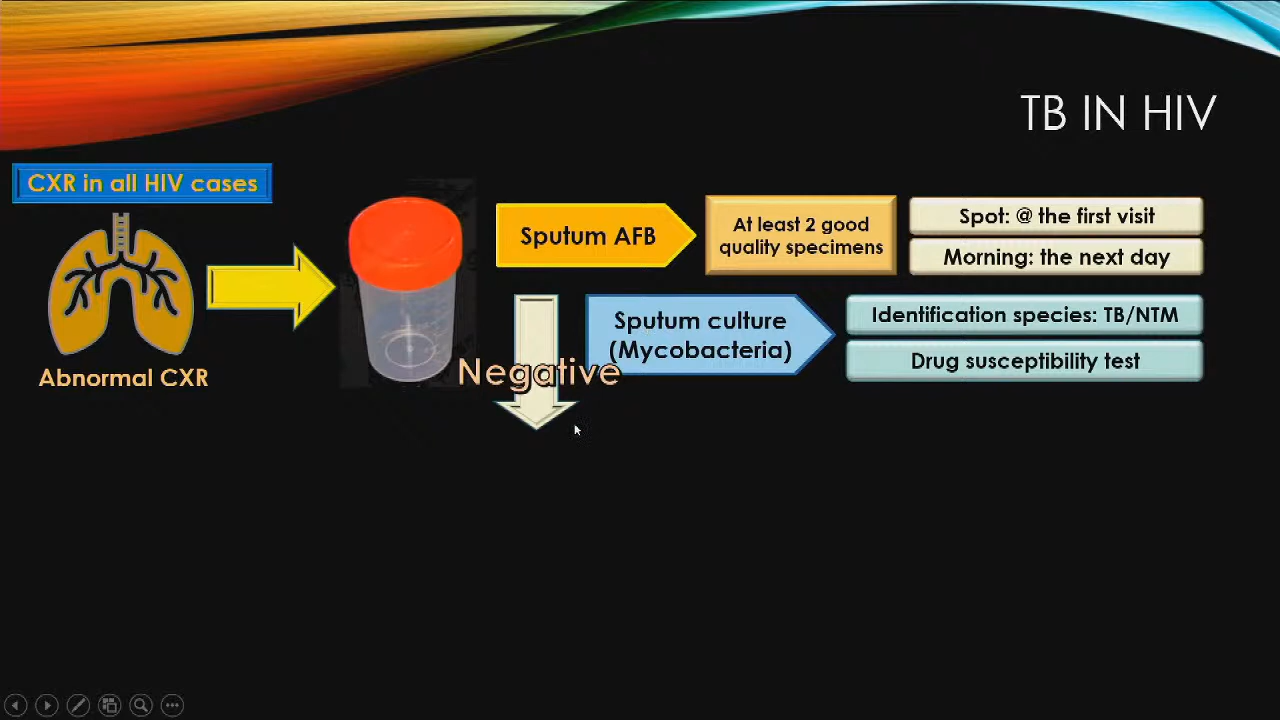 TB IN HIV
CXR in all HIV cases
Abnormal CXR
Sputum AFB
At least 2 good
quality specimens
Spot: @ the first visit
Morning: the next day
Sputum culture
(Mycobacteria)
Identification species: TB/NTM
Drug susceptibility test
Negative